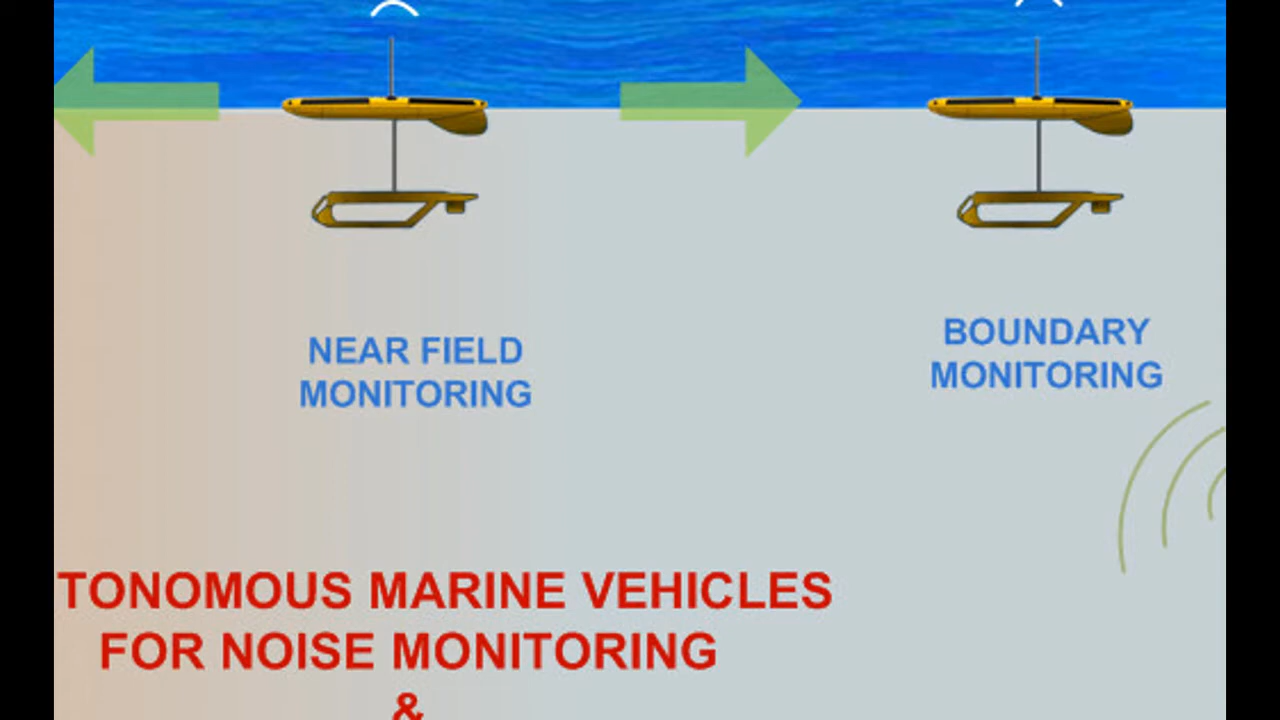 NEAR FIELD
MONITORING
BOUNDARY
MONITORING
TONOMOUS MARINE VEHICLES
FOR NOISE MONITORING
&